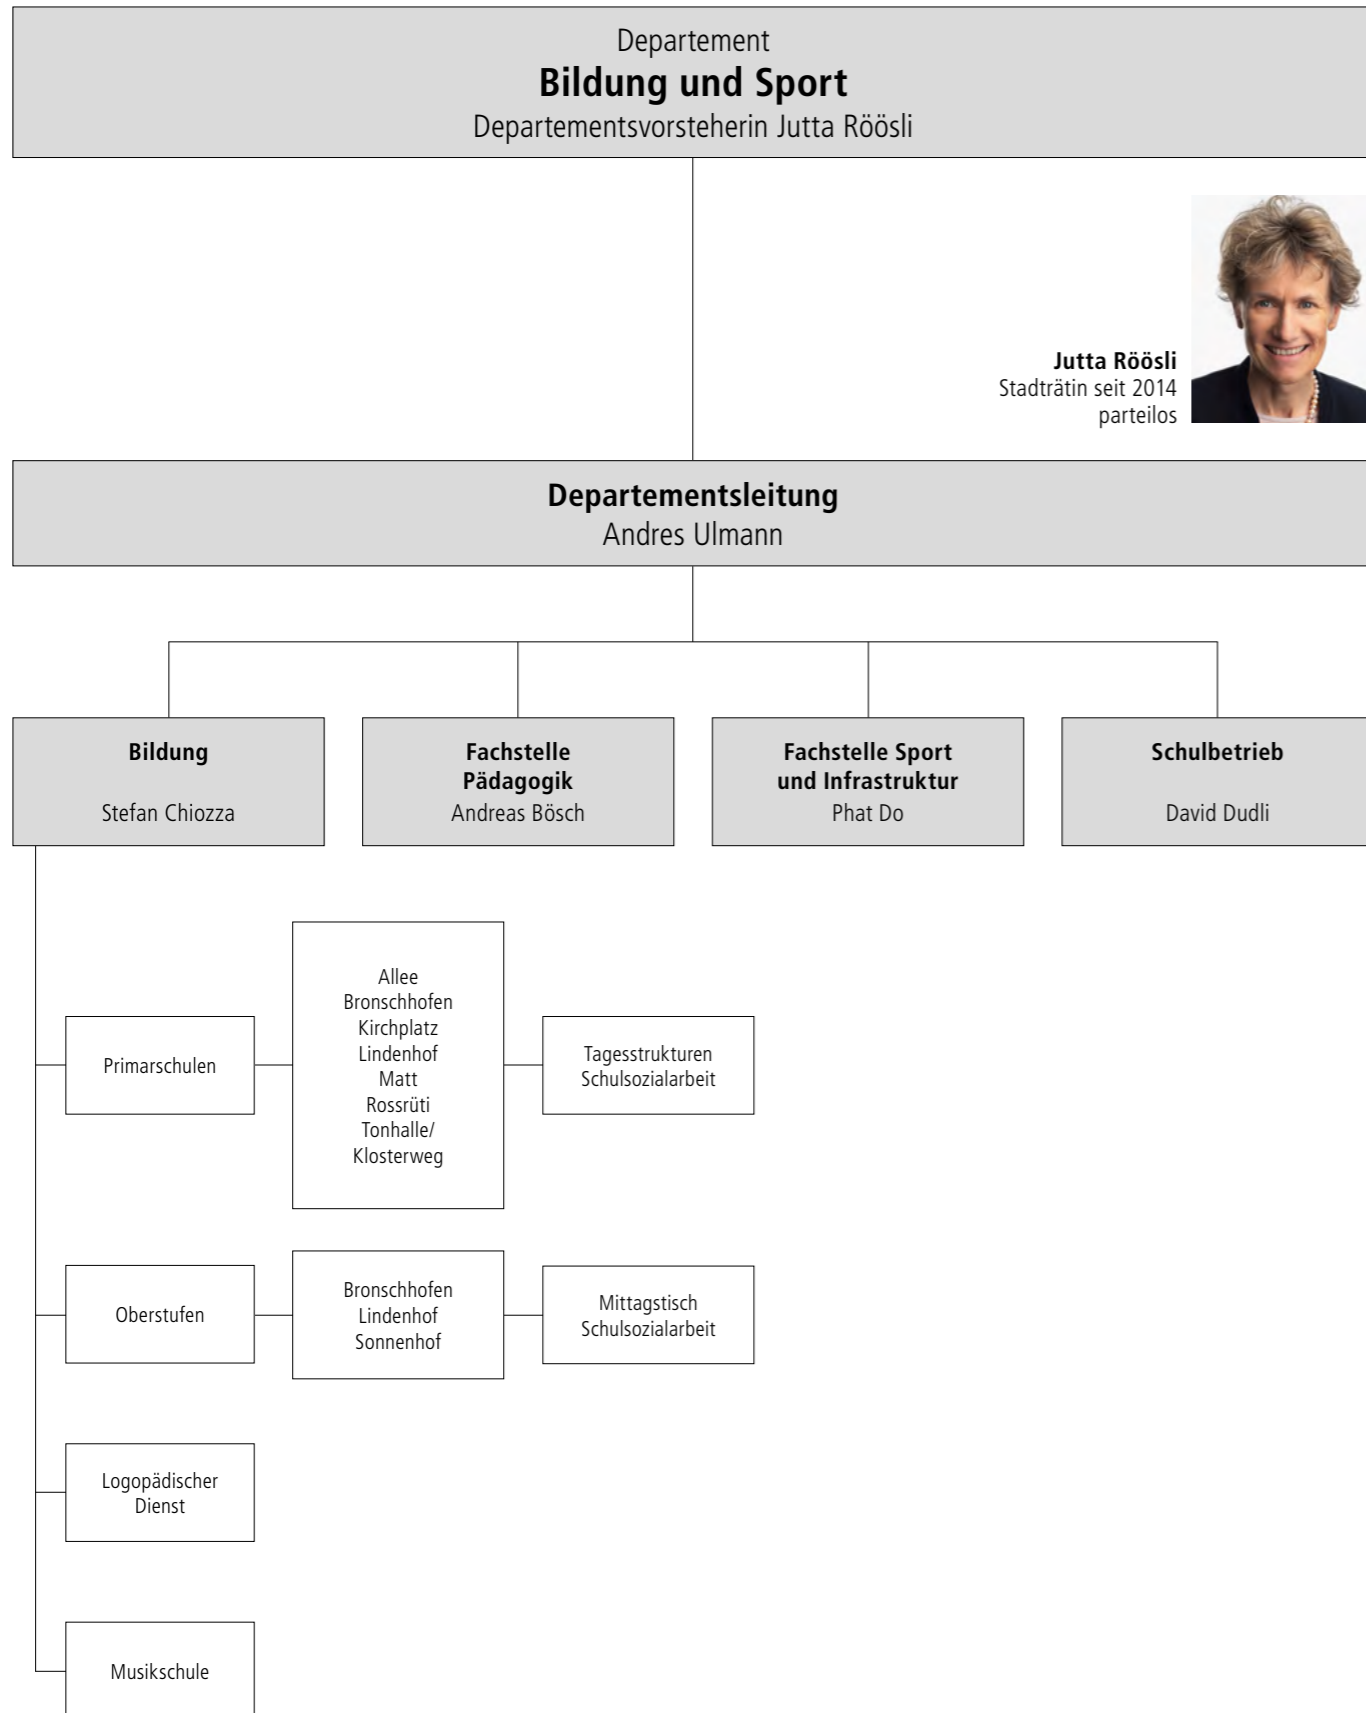 Departement
Bildung und Sport
Departementsvorsteherin Jutta Röösli
Jutta Röösli
Stadträtin seit 2014
parteilos
Departementsleitung
Andres Ulmann
Bildung
Stefan Chiozza
Fachstelle
Pädagogik
Andreas Bösch
Fachstelle Sport
und Infrastruktur
Phat Do
Schulbetrieb
David Dudli
Primarschulen
Allee
Bronschhofen
Kirchplatz
Lindenhof
Matt
Rossrüti
Tonhalle/
Klosterweg
Tagesstrukturen
Schulsozialarbeit
Oberstufen
Bronschhofen
Lindenhof
Sonnenhof
Mittagstisch
Schulsozialarbeit
Logopädischer
Dienst
Musikschule